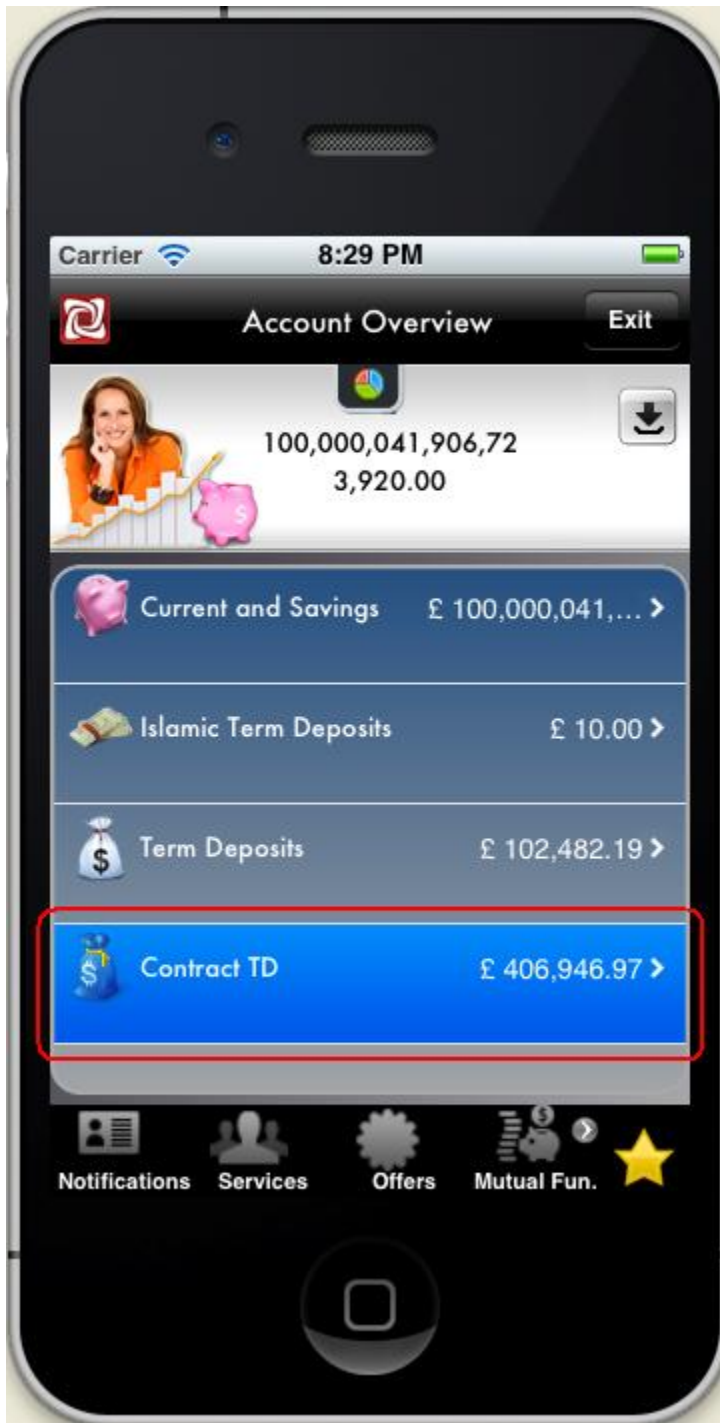 Carrier 8:29 PM
Account Overview Exit
100,000,041,906,72
3,920.00
Current and Savings £ 100,000,041,...
Islamic Term Deposits £ 10.00
Term Deposits £ 102,482.19
Contract TD £ 406,946.97
Notifications Services Offers Mutual Fun.